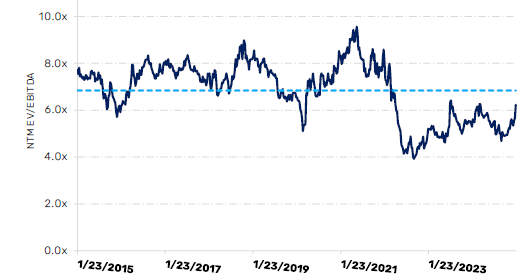 10.0x
8.0x
6.0x
4.0x
2.0x
0.0x
NTM EV/EBITDA
1/23/2015
1/23/2017
1/23/2019
1/23/2021
1/23/2023